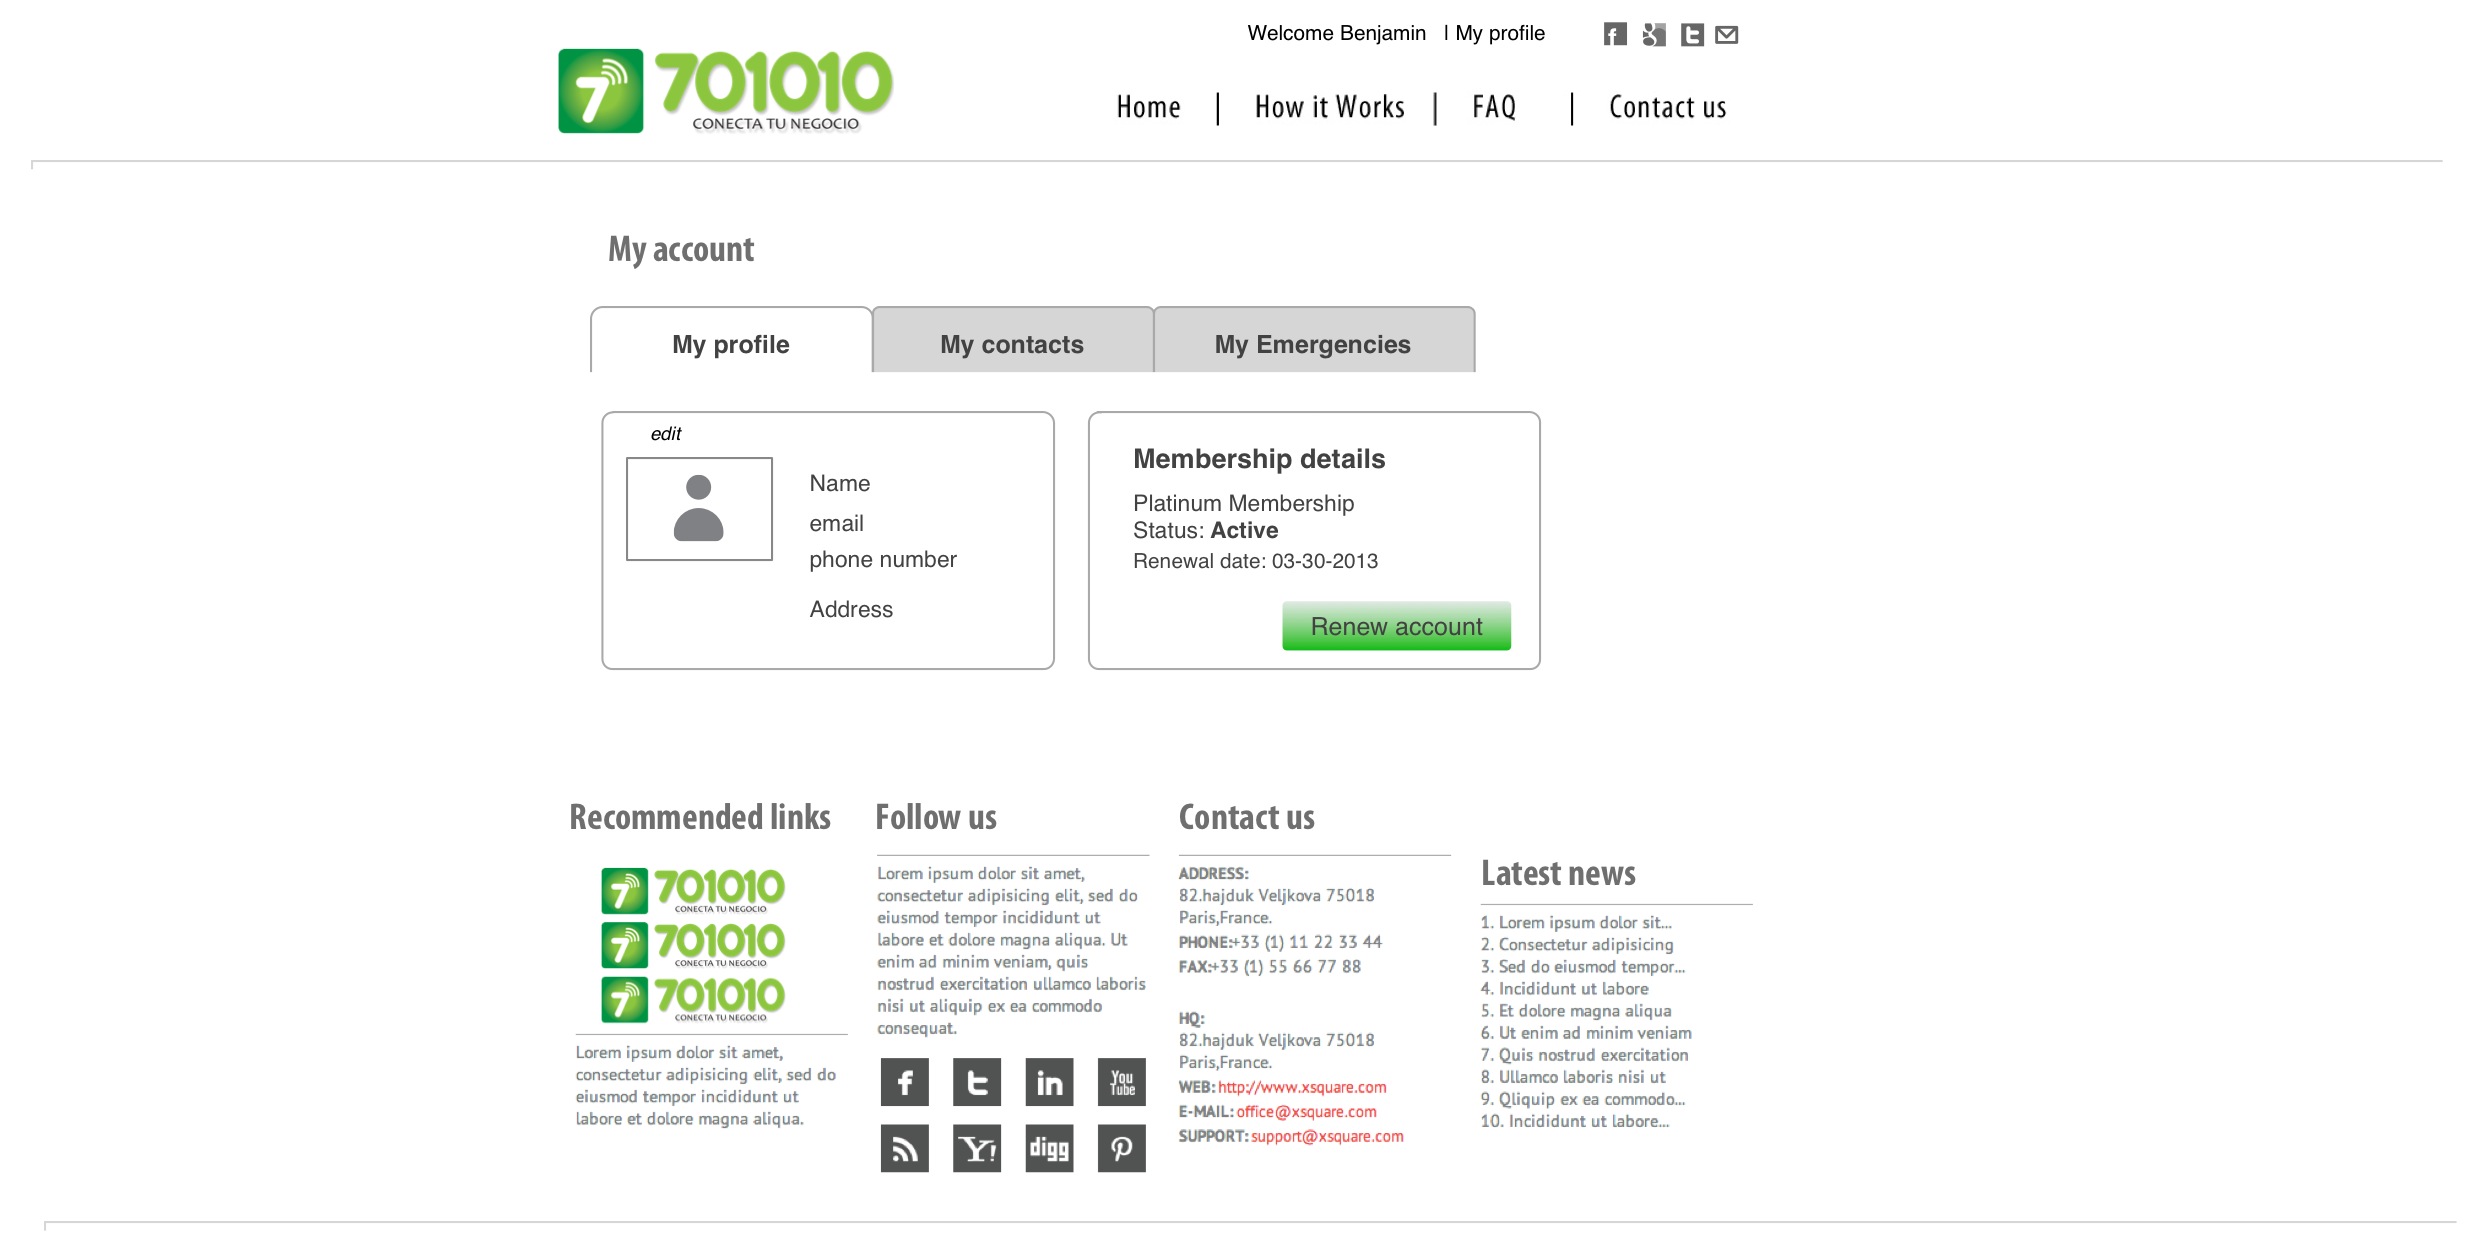 Welcome Benjamin | My profile
701010
CONECTA TU NEGOCIO
Home | How it Works | FAQ | Contact us
My account
My profile
My contacts
My Emergencies
edit
Name
email
phone number
Address
Membership details
Platinum Membership
Status: Active
Renewal date: 03-30-2013
Renew account
Recommended links
701010
CONECTA TU NEGOCIO
701010
CONECTA TU NEGOCIO
701010
CONECTA TU NEGOCIO
Lorem ipsum dolor sit amet,
consectetur adipisicing elit, sed do
eiusmod tempor incididunt ut
labore et dolore magna aliqua.
Follow us
Lorem ipsum dolor sit amet,
consectetur adipisicing elit, sed do
eiusmod tempor incididunt ut
labore et dolore magna aliqua. Ut
enim ad minim veniam, quis
nostrud exercitation ullamco laboris
nisi ut aliquip ex ea commodo
consequat.
in
You
Tube
Y!
digg
Contact us
ADDRESS:
82.hajduk Veljkova 75018
Paris,France.
PHONE:+33 (1) 11 22 33 44
FAX:+33 (1) 55 66 77 88
HQ:
82.hajduk Veljkova 75018
Paris,France.
WEB: http://www.xsquare.com
E-MAIL: office@xsquare.com
SUPPORT: support@xsquare.com
Latest news
1. Lorem ipsum dolor sit...
2. Consectetur adipisicing
3. Sed do eiusmod tempor...
4. Incididunt ut labore
5. Et dolore magna aliqua
6. Ut enim ad minim veniam
7. Quis nostrud exercitation
8. Ullamco laboris nisi ut
9. Qliquip ex ea commodo...
10. Incididunt ut labore...